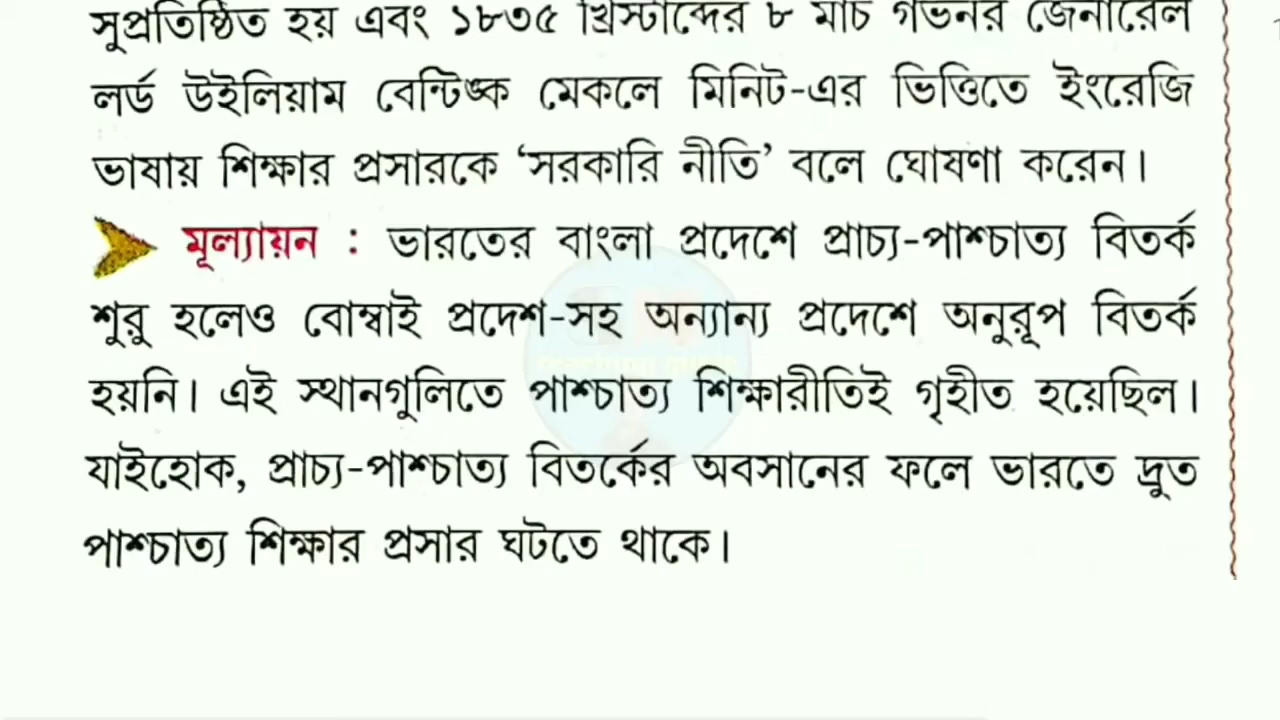 সুপ্রতিষ্ঠিত হয় এবং ১৮৩৫ খ্রিস্টাব্দের ৮ মার্চ গভর্নর জেনারেল
লর্ড উইলিয়াম বেন্টিঙ্ক মেকলে মিনিট-এর ভিত্তিতে ইংরেজি
ভাষায় শিক্ষার প্রসারকে ‘সরকারি নীতি’ বলে ঘোষণা করেন।
মূল্যায়ন : ভারতের বাংলা প্রদেশে প্রাচ্য-পাশ্চাত্য বিতর্ক
শুরু হলেও বোম্বাই প্রদেশ-সহ অন্যান্য প্রদেশে অনুরূপ বিতর্ক
হয়নি। এই স্থানগুলিতে পাশ্চাত্য শিক্ষারীতিই গৃহীত হয়েছিল।
যাইহোক, প্রাচ্য-পাশ্চাত্য বিতর্কের অবসানের ফলে ভারতে দ্রুত
পাশ্চাত্য শিক্ষার প্রসার ঘটতে থাকে।